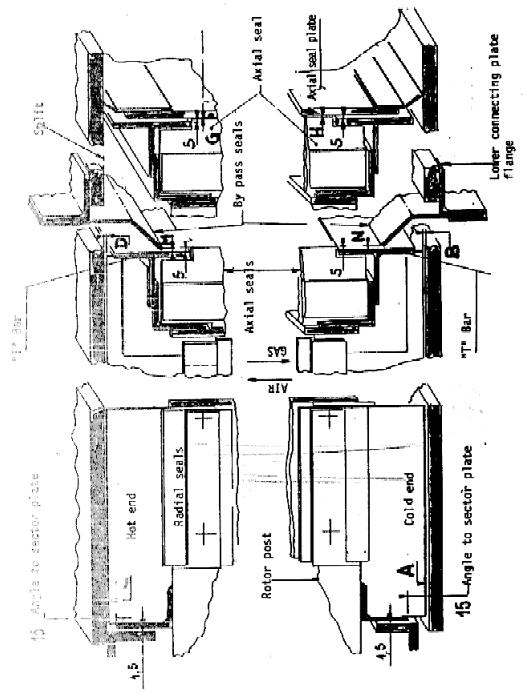 "T" Bar
15 Angle to sector plate
Split
Hot end
D
4,5
M
Radial seals
5
5
G
By pass seals
Axial seals
Axial seal
Rotor post
AIR
GAS
Axial seal plate
H
5
5
N
4,5
A
Cold end
B
15 Angle to sector plate
"T" Bar
Lower connecting plate
flange